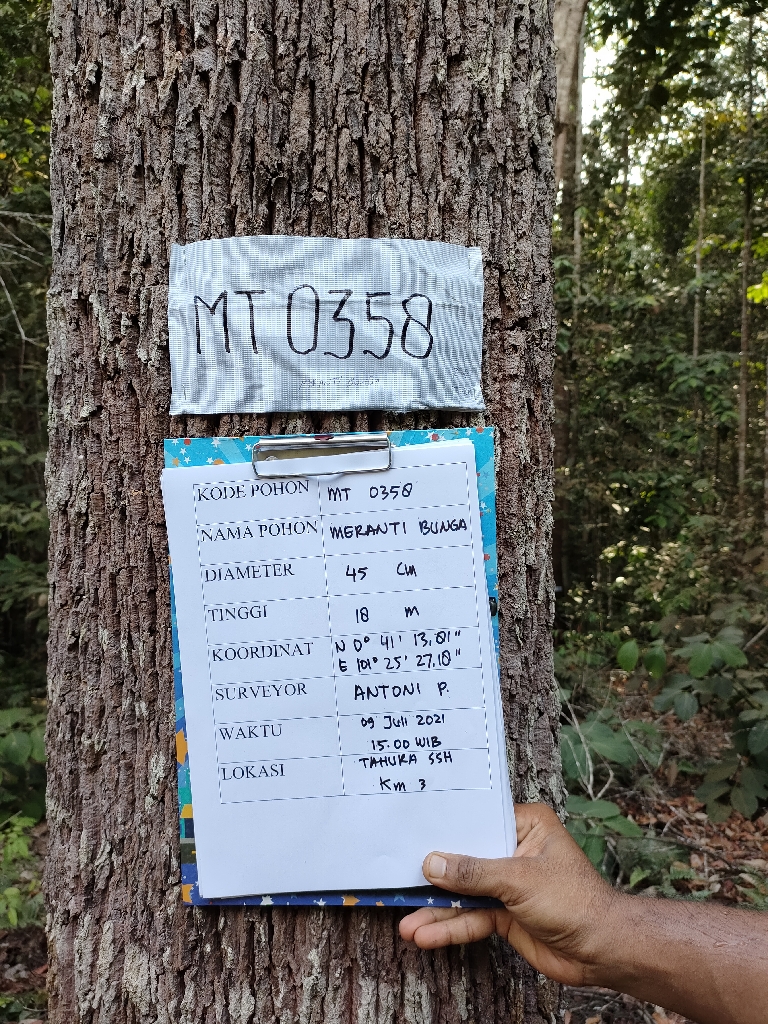 MT 0358
KODE POHON MT 0358
NAMA POHON MERANTI BUNGA
DIAMETER 45 CM
TINGGI 18 m
KOORDINAT N 0° 41' 13,81"
E 101° 25' 27,18"
SURVEYOR ANTONI P.
WAKTU 09 Juli 2021
15:00 WIB
LOKASI TAHURA SSH
Km 3